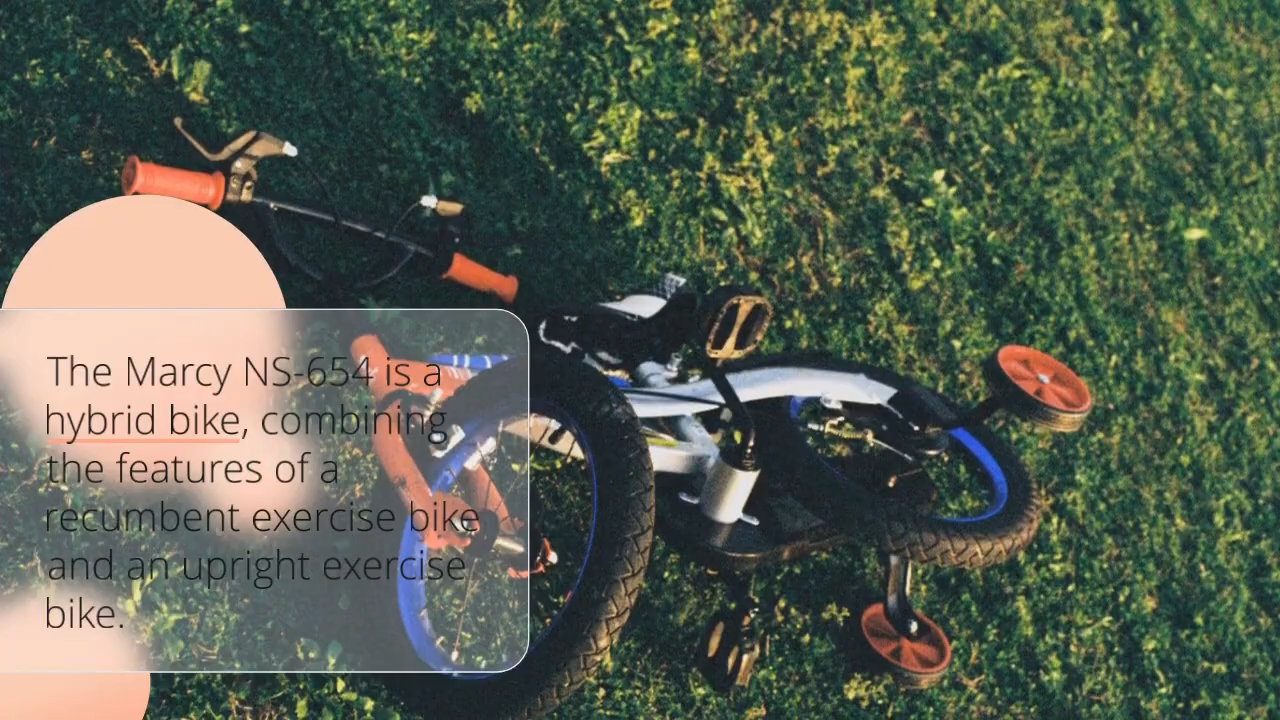 The Marcy NS-654 is a
hybrid bike, combining
the features of a
recumbent exercise bike
and an upright exercise
bike.